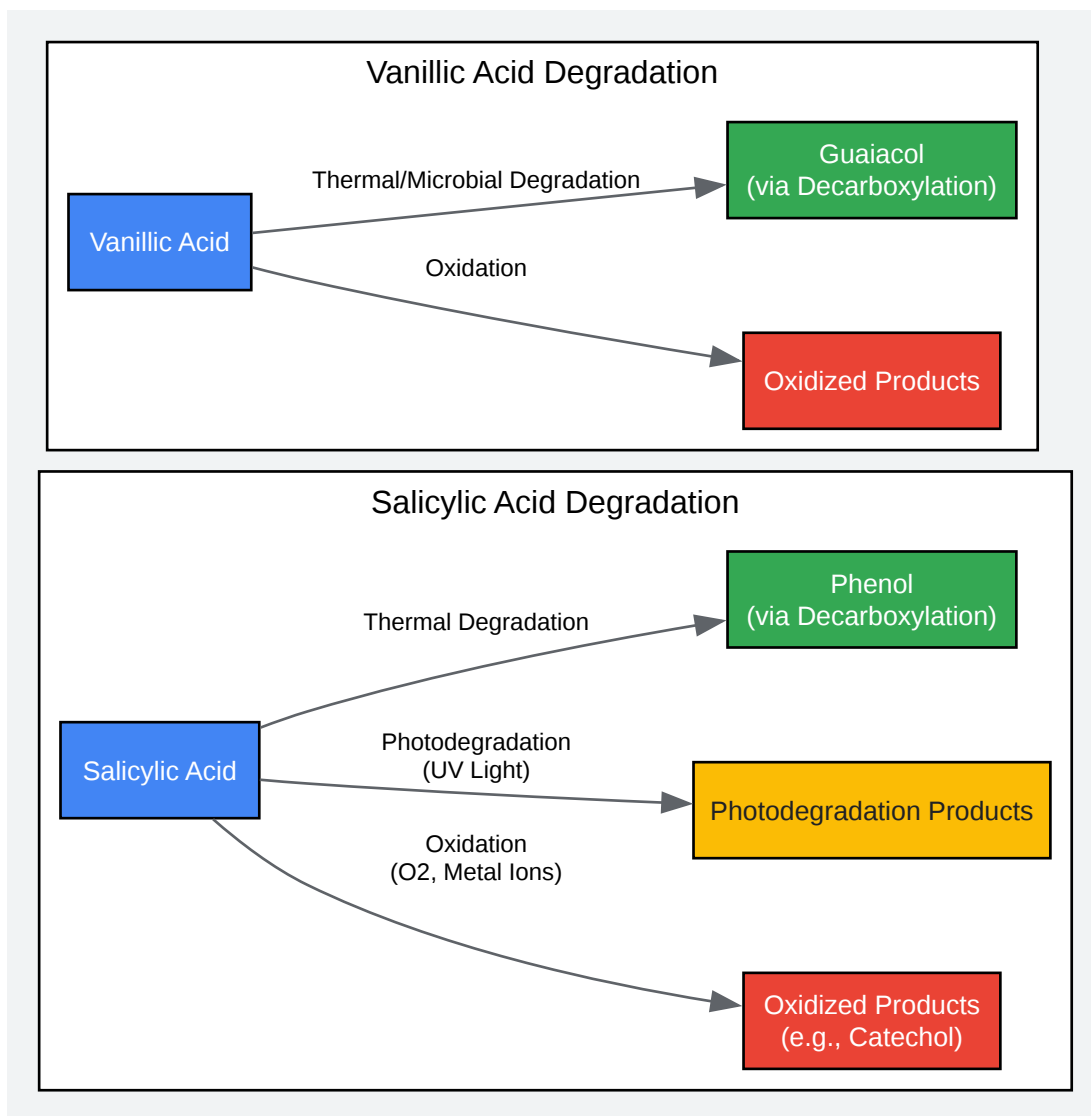 Vanillic Acid Degradation
Guaiacol
(via Decarboxylation)
Thermal/Microbial Degradation
Vanillic Acid
Oxidation
Oxidized Products
Salicylic Acid Degradation
Phenol
(via Decarboxylation)
Thermal Degradation
Photodegradation
(UV Light)
Salicylic Acid
Photodegradation Products
Oxidation
(O2, Metal Ions)
Oxidized Products
(e.g., Catechol)